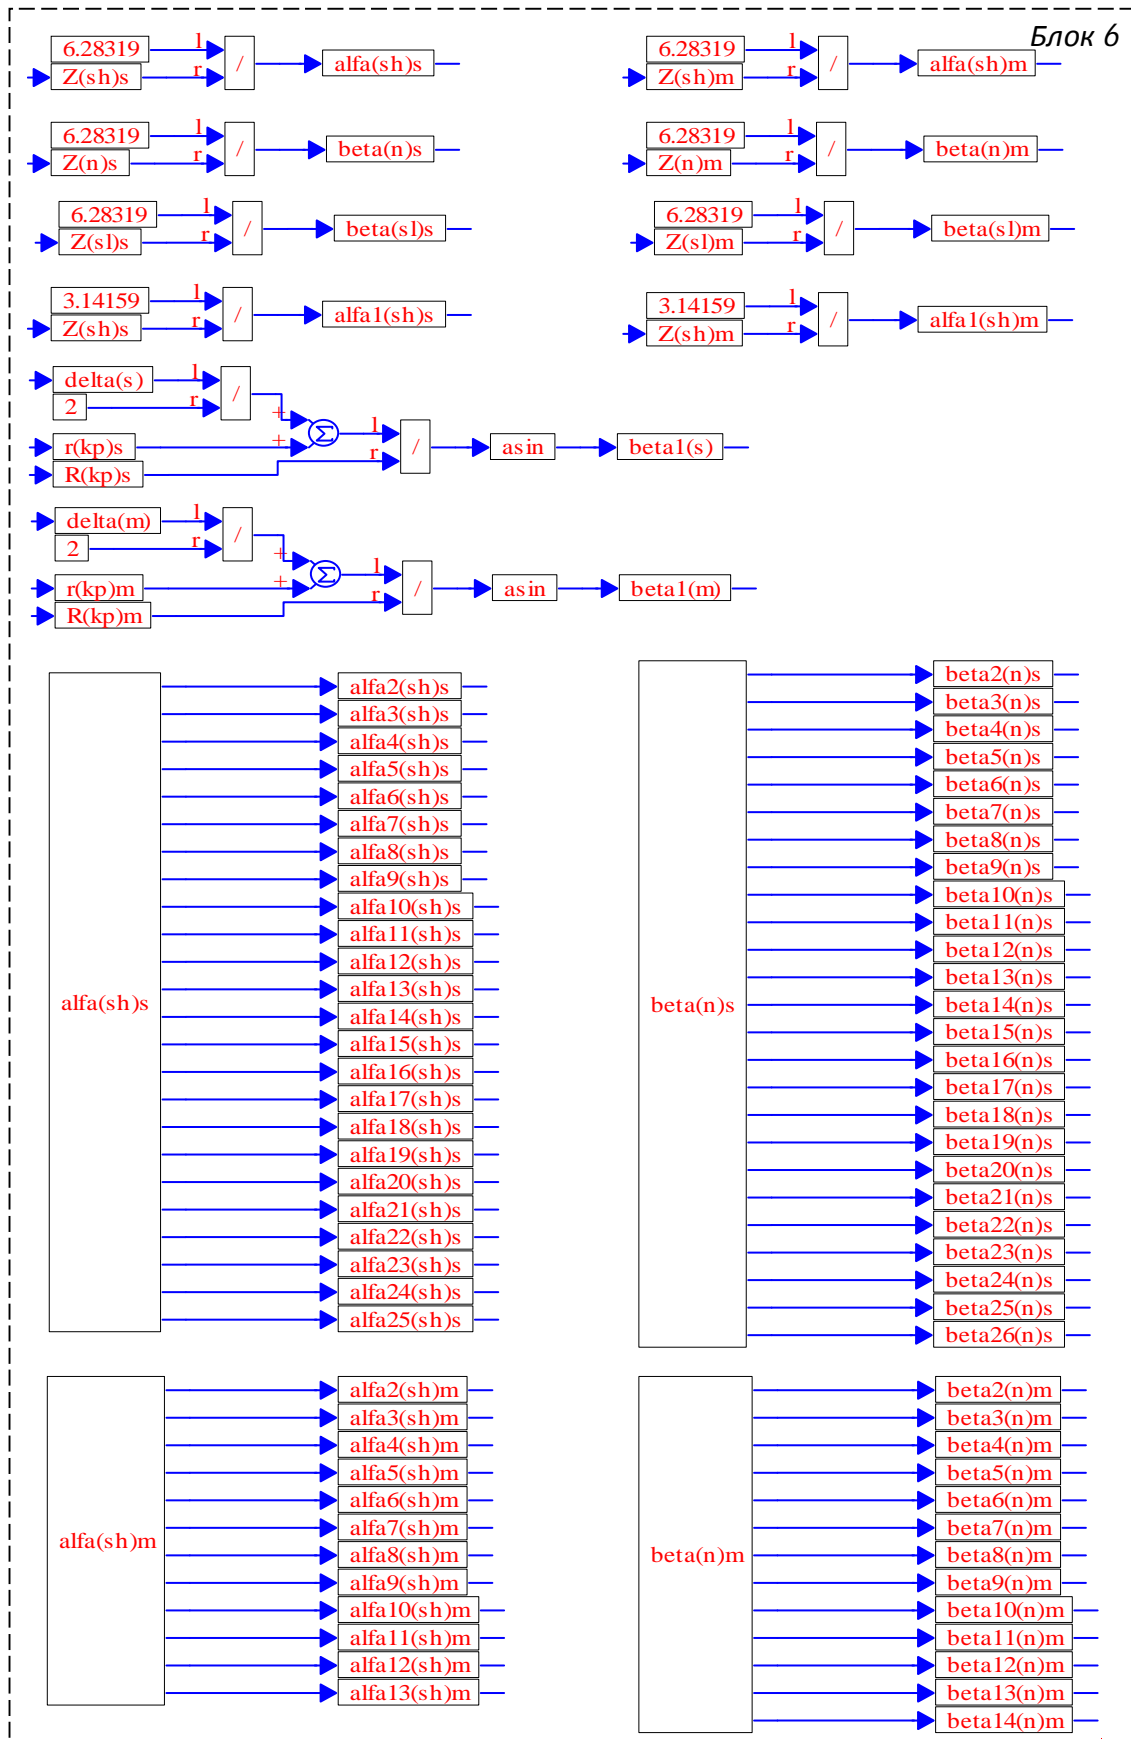 Блок 6
6.28319
l
Z(sh)s
r
/
alfa(sh)s
6.28319
l
Z(sh)m
r
/
alfa(sh)m
6.28319
l
Z(n)s
r
/
beta(n)s
6.28319
l
Z(n)m
r
/
beta(n)m
6.28319
l
Z(sl)s
r
/
beta(sl)s
6.28319
l
Z(sl)m
r
/
beta(sl)m
3.14159
l
Z(sh)s
r
/
alfa1(sh)s
3.14159
l
Z(sh)m
r
/
alfa1(sh)m
delta(s)
l
2
r
/
+
+
Σ
r(kp)s
l
R(kp)s
r
/
asin
beta1(s)
delta(m)
l
2
r
/
+
+
Σ
r(kp)m
l
R(kp)m
r
/
asin
beta1(m)
alfa(sh)s
alfa2(sh)s
alfa3(sh)s
alfa4(sh)s
alfa5(sh)s
alfa6(sh)s
alfa7(sh)s
alfa8(sh)s
alfa9(sh)s
alfa10(sh)s
alfa11(sh)s
alfa12(sh)s
alfa13(sh)s
alfa14(sh)s
alfa15(sh)s
alfa16(sh)s
alfa17(sh)s
alfa18(sh)s
alfa19(sh)s
alfa20(sh)s
alfa21(sh)s
alfa22(sh)s
alfa23(sh)s
alfa24(sh)s
alfa25(sh)s
beta(n)s
beta2(n)s
beta3(n)s
beta4(n)s
beta5(n)s
beta6(n)s
beta7(n)s
beta8(n)s
beta9(n)s
beta10(n)s
beta11(n)s
beta12(n)s
beta13(n)s
beta14(n)s
beta15(n)s
beta16(n)s
beta17(n)s
beta18(n)s
beta19(n)s
beta20(n)s
beta21(n)s
beta22(n)s
beta23(n)s
beta24(n)s
beta25(n)s
beta26(n)s
alfa(sh)m
alfa2(sh)m
alfa3(sh)m
alfa4(sh)m
alfa5(sh)m
alfa6(sh)m
alfa7(sh)m
alfa8(sh)m
alfa9(sh)m
alfa10(sh)m
alfa11(sh)m
alfa12(sh)m
alfa13(sh)m
beta(n)m
beta2(n)m
beta3(n)m
beta4(n)m
beta5(n)m
beta6(n)m
beta7(n)m
beta8(n)m
beta9(n)m
beta10(n)m
beta11(n)m
beta12(n)m
beta13(n)m
beta14(n)m